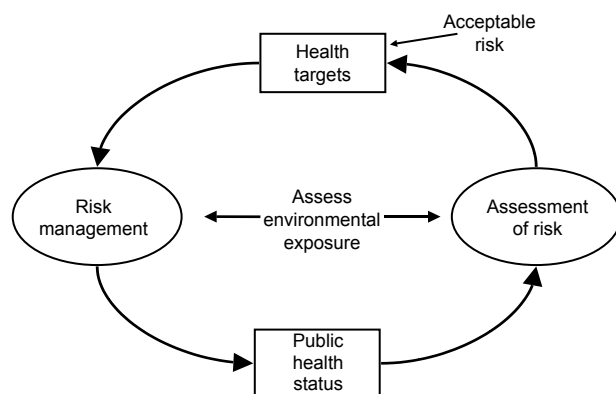 Acceptable
risk
Health
targets
Risk
management
Assess
environmental
exposure
Assessment
of risk
Public
health
status